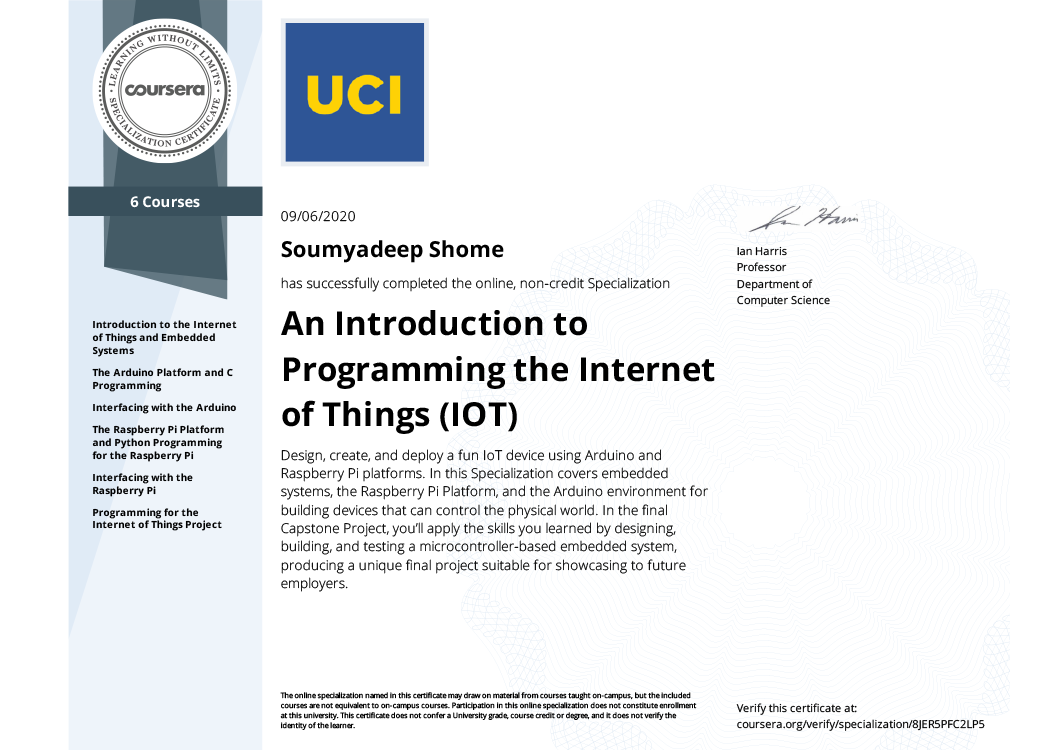 LEARNING WITHOUT LIMITS
coursera
SPECIALIZATION CERTIFICATE
6 Courses
Introduction to the Internet
of Things and Embedded
Systems
The Arduino Platform and C
Programming
Interfacing with the Arduino
The Raspberry Pi Platform
and Python Programming
for the Raspberry Pi
Interfacing with the
Raspberry Pi
Programming for the
Internet of Things Project
UCI
09/06/2020
Soumyadeep Shome
has successfully completed the online, non-credit Specialization
An Introduction to
Programming the Internet
of Things (IOT)
Design, create, and deploy a fun IoT device using Arduino and
Raspberry Pi platforms. In this Specialization covers embedded
systems, the Raspberry Pi Platform, and the Arduino environment for
building devices that can control the physical world. In the final
Capstone Project, you’ll apply the skills you learned by designing,
building, and testing a microcontroller-based embedded system,
producing a unique final project suitable for showcasing to future
employers.
Ian Harris
Ian Harris
Professor
Department of
Computer Science
The online specialization named in this certificate may draw on material from courses taught on-campus, but the included
courses are not equivalent to on-campus courses. Participation in this online specialization does not constitute enrollment
at this university. This certificate does not confer a University grade, course credit or degree, and it does not verify the
identity of the learner.
Verify this certificate at:
coursera.org/verify/specialization/8JER5PFC2LP5